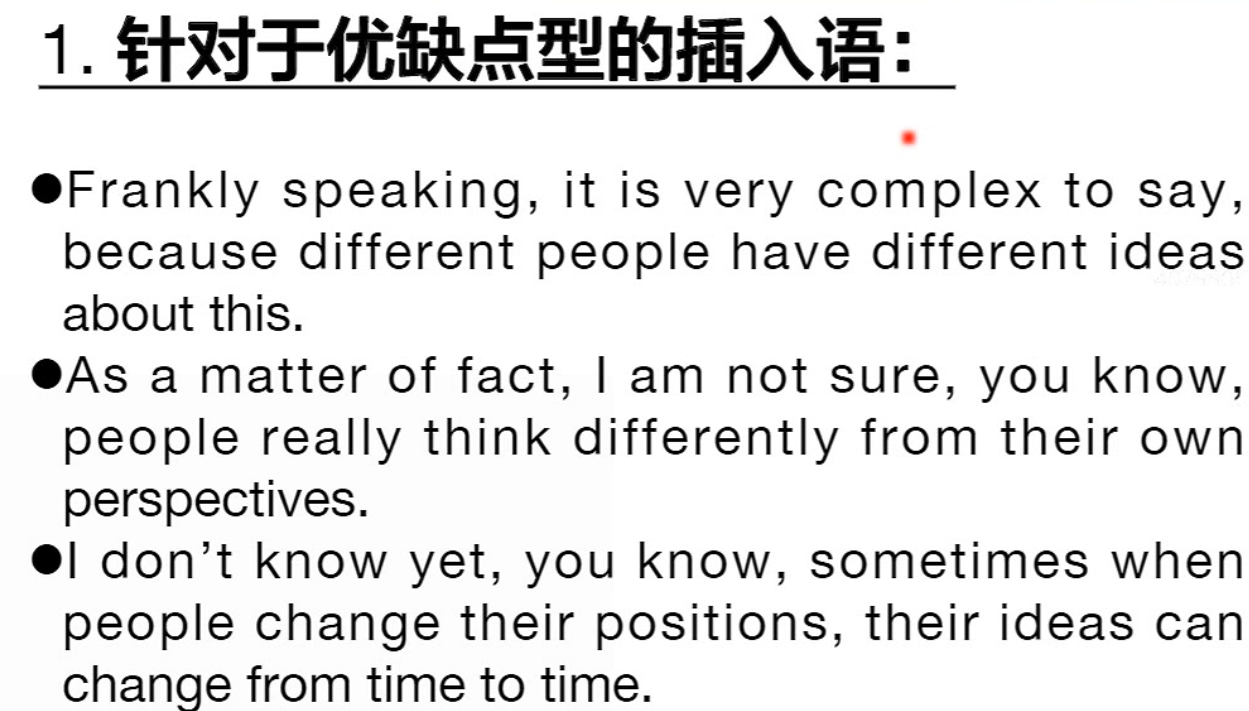 1. 针对于优缺点型的插入语：
●Frankly speaking, it is very complex to say,
because different people have different ideas
about this.
●As a matter of fact, I am not sure, you know,
people really think differently from their own
perspectives.
●I don’t know yet, you know, sometimes when
people change their positions, their ideas can
change from time to time.